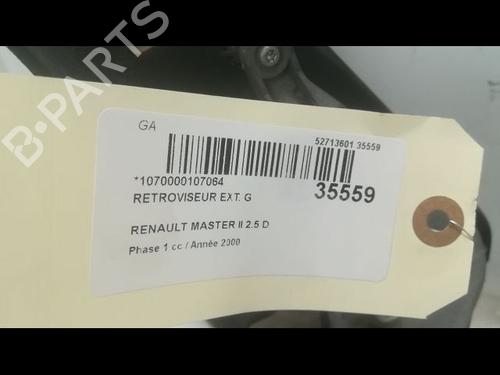 B-PARTS
GA
52713601 35559
*1070000107064
RETROVISEUR EXT. G
35559
RENAULT MASTER II 2.5 D
Phase 1 cc / Année 2000